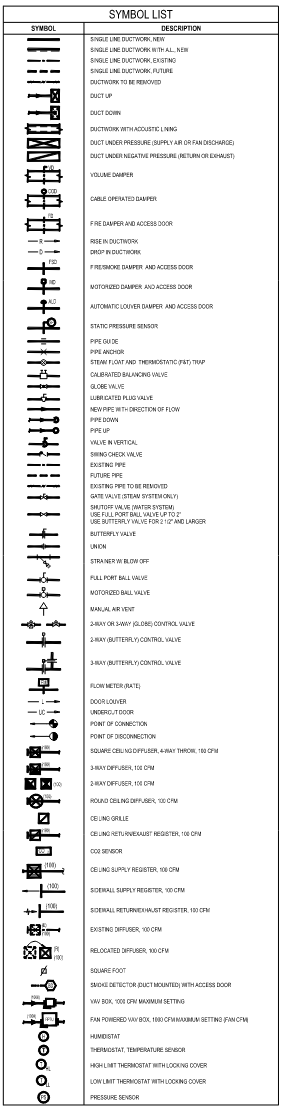 SYMBOL LIST
SYMBOL DESCRIPTION
SINGLE LINE DUCTWORK, NEW
SINGLE LINE DUCTWORK WITH A.L., NEW
SINGLE LINE DUCTWORK, EXISTING
SINGLE LINE DUCTWORK, FUTURE
DUCTWORK TO BE REMOVED
DUCT UP
DUCT DOWN
DUCTWORK WITH ACOUSTIC LINING
DUCT UNDER PRESSURE (SUPPLY AIR OR FAN DISCHARGE)
DUCT UNDER NEGATIVE PRESSURE (RETURN OR EXHAUST)
VD
VOLUME DAMPER
COD
CABLE OPERATED DAMPER
FD
FIRE DAMPER AND ACCESS DOOR
R RISE IN DUCTWORK
D DROP IN DUCTWORK
FSD
FIRE/SMOKE DAMPER AND ACCESS DOOR
MD
MOTORIZED DAMPER AND ACCESS DOOR
ALD
AUTOMATIC LOUVER DAMPER AND ACCESS DOOR
STATIC PRESSURE SENSOR
PIPE GUIDE
PIPE ANCHOR
STEAM FLOAT AND THERMOSTATIC (F&T) TRAP
CALIBRATED BALANCING VALVE
GLOBE VALVE
LUBRICATED PLUG VALVE
NEW PIPE WITH DIRECTION OF FLOW
PIPE DOWN
PIPE UP
VALVE IN VERTICAL
SWING CHECK VALVE
EXISTING PIPE
FUTURE PIPE
EXISTING PIPE TO BE REMOVED
GATE VALVE (STEAM SYSTEM ONLY)
SHUTOFF VALVE (WATER SYSTEM)
USE FULL PORT BALL VALVE UP TO 2"
USE BUTTERFLY VALVE FOR 2 1/2" AND LARGER
BUTTERFLY VALVE
UNION
STRAINER W/ BLOW OFF
FULL PORT BALL VALVE
MOTORIZED BALL VALVE
MANUAL AIR VENT
2-WAY OR 3-WAY (GLOBE) CONTROL VALVE
2-WAY (BUTTERFLY) CONTROL VALVE
3-WAY (BUTTERFLY) CONTROL VALVE
FLOW METER (RATE)
L DOOR LOUVER
UC UNDERCUT DOOR
POINT OF CONNECTION
POINT OF DISCONNECTION
(100)
SQUARE CEILING DIFFUSER, 4-WAY THROW, 100 CFM
(100)
3-WAY DIFFUSER, 100 CFM
(100) 2-WAY DIFFUSER, 100 CFM
(100)
ROUND CEILING DIFFUSER, 100 CFM
CEILING GRILLE
(100)
CEILING RETURN/EXAUST REGISTER, 100 CFM
CO2 SENSOR
(100)
CEILING SUPPLY REGISTER, 100 CFM
(100)
SIDEWALL SUPPLY REGISTER, 100 CFM
(100)
SIDEWALL RETURN/EXHAUST REGISTER, 100 CFM
(E)
(100)
EXISTING DIFFUSER, 100 CFM
(R)
(100)
RELOCATED DIFFUSER, 100 CFM
SQUARE FOOT
SMOKE DETECTOR (DUCT MOUNTED) WITH ACCESS DOOR
(1000)
VAV BOX, 1000 CFM MAXIMUM SETTING
(1000)
FAN POWERED VAV BOX, 1000 CFM MAXIMUM SETTING (FAN CFM)
H HUMIDISTAT
T THERMOSTAT, TEMPERATURE SENSOR
HL HIGH LIMIT THERMOSTAT WITH LOCKING COVER
LL LOW LIMIT THERMOSTAT WITH LOCKING COVER
PS PRESSURE SENSOR